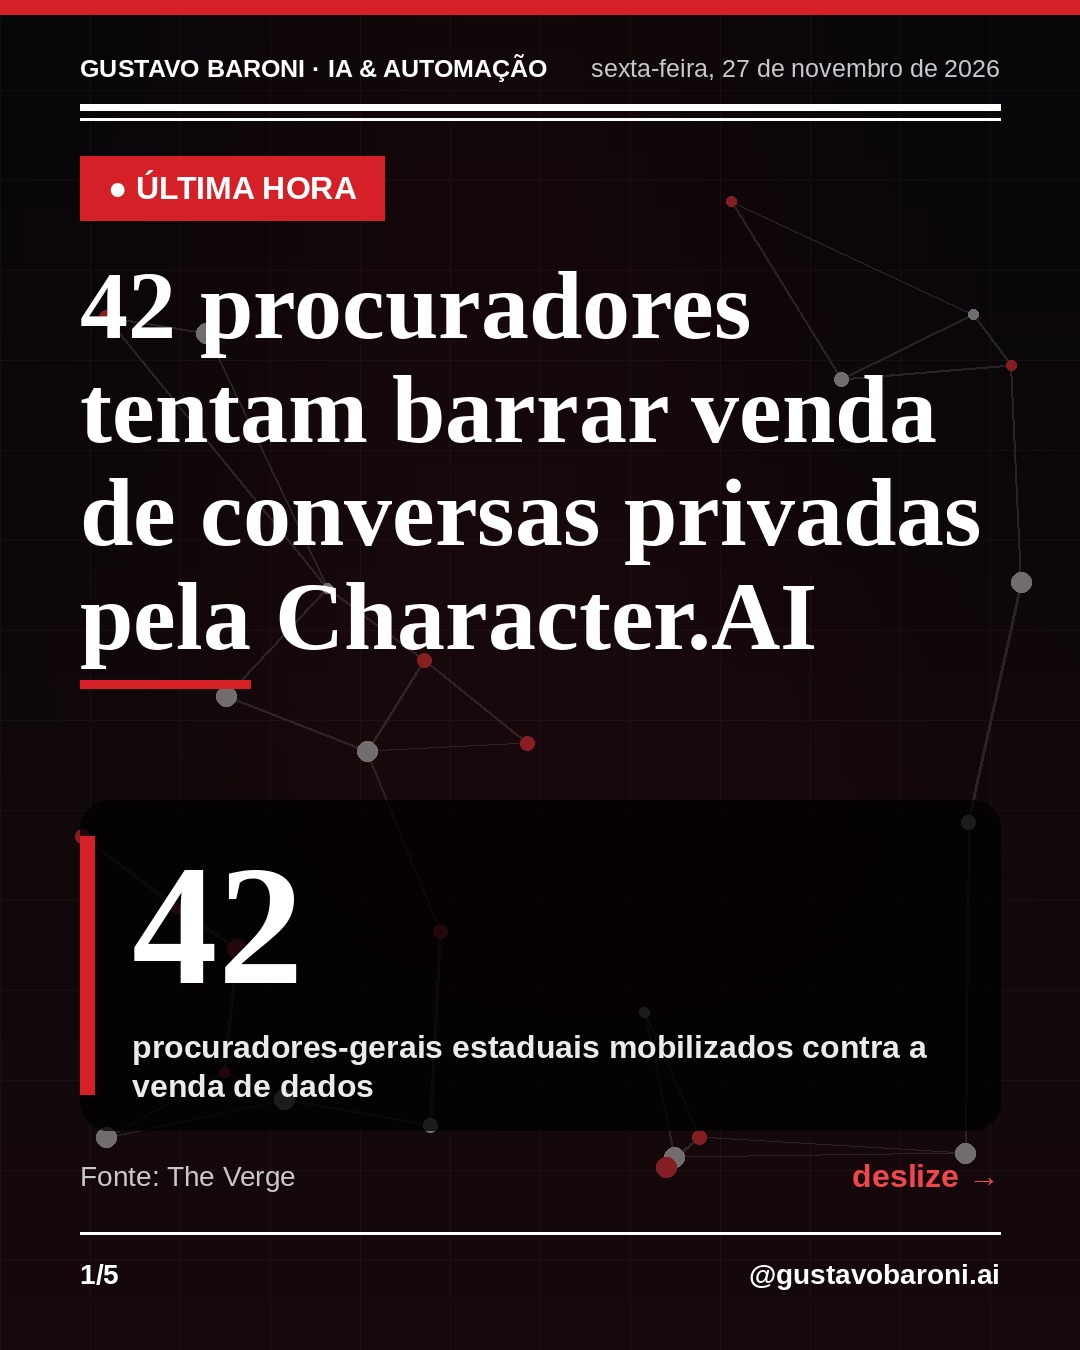 GUSTAVO BARONI · IA & AUTOMAÇÃO
sexta-feira, 27 de novembro de 2026
● ÚLTIMA HORA
42 procuradores
tentam barrar venda
de conversas privadas
pela Character.AI
42
procuradores-gerais estaduais mobilizados contra a
venda de dados
Fonte: The Verge
deslize →
1/5
@gustavobaroni.ai